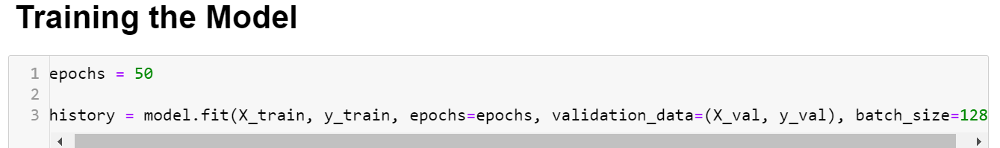 Training the Model
1 epochs = 50
2
3 history = model.fit(X_train, y_train, epochs=epochs, validation_data=(X_val, y_val), batch_size=128